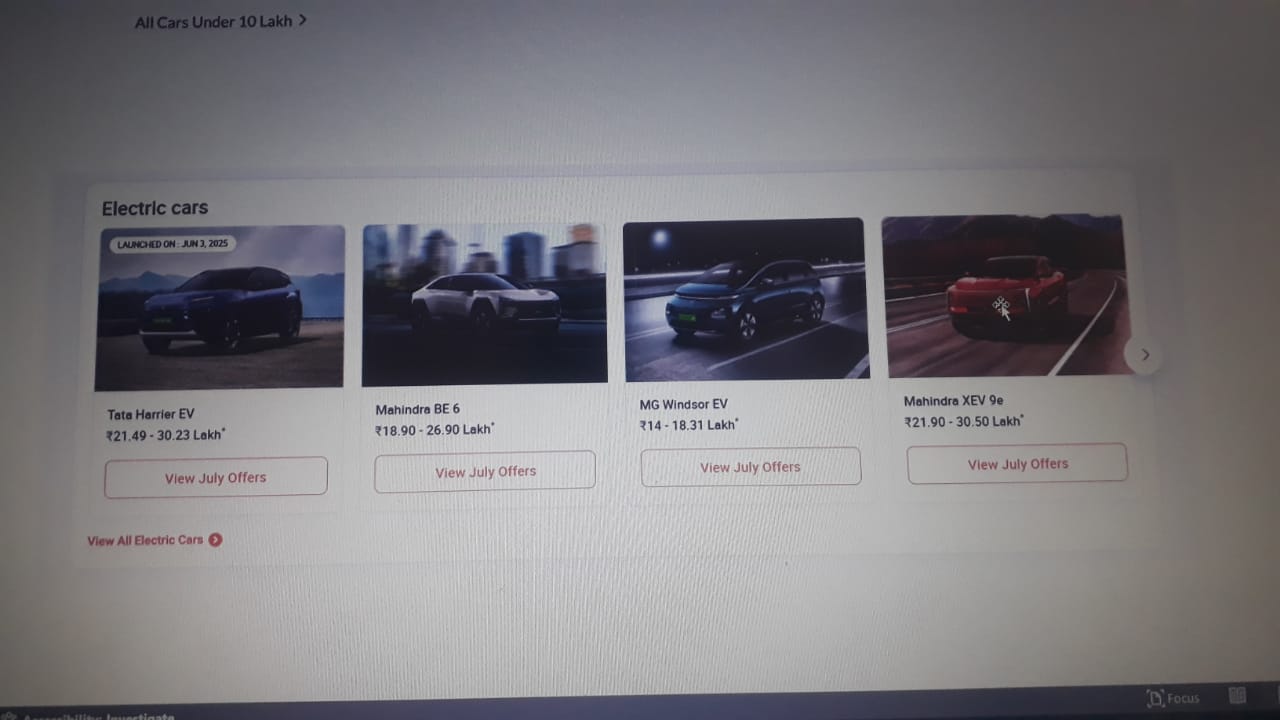 All Cars Under 10 Lakh >
Electric cars
LAUNCHED ON : JUN 3, 2025
Tata Harrier EV
₹21.49 - 30.23 Lakh*
View July Offers
Mahindra BE 6
₹18.90 - 26.90 Lakh*
View July Offers
MG Windsor EV
₹14 - 18.31 Lakh*
View July Offers
Mahindra XEV 9e
₹21.90 - 30.50 Lakh*
View July Offers
View All Electric Cars
Accessibility: Investigate
Focus